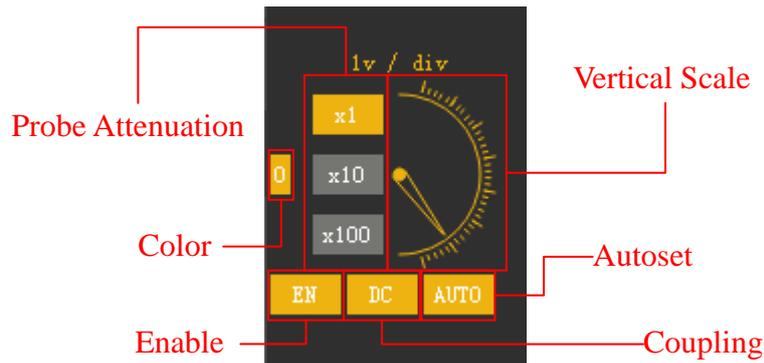 1v / div
Vertical Scale
x1
Probe Attenuation
0
x10
x100
Color
Autoset
EN
DC
AUTO
Enable
Coupling